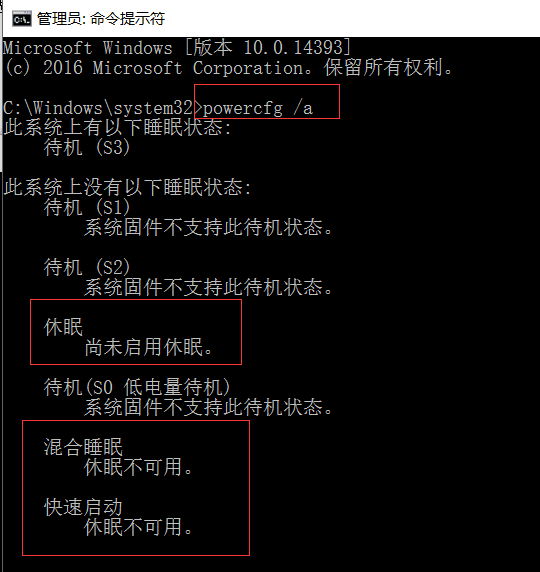 管理员: 命令提示符
Microsoft Windows [版本 10.0.14393]
(c) 2016 Microsoft Corporation。保留所有权利。
C:\Windows\system32>powercfg /a
此系统上有以下睡眠状态:
待机 (S3)
此系统上没有以下睡眠状态:
待机 (S1)
系统固件不支持此待机状态。
待机 (S2)
系统固件不支持此待机状态。
休眠
尚未启用休眠。
待机(S0 低电量待机)
系统固件不支持此待机状态。
混合睡眠
休眠不可用。
快速启动
休眠不可用。